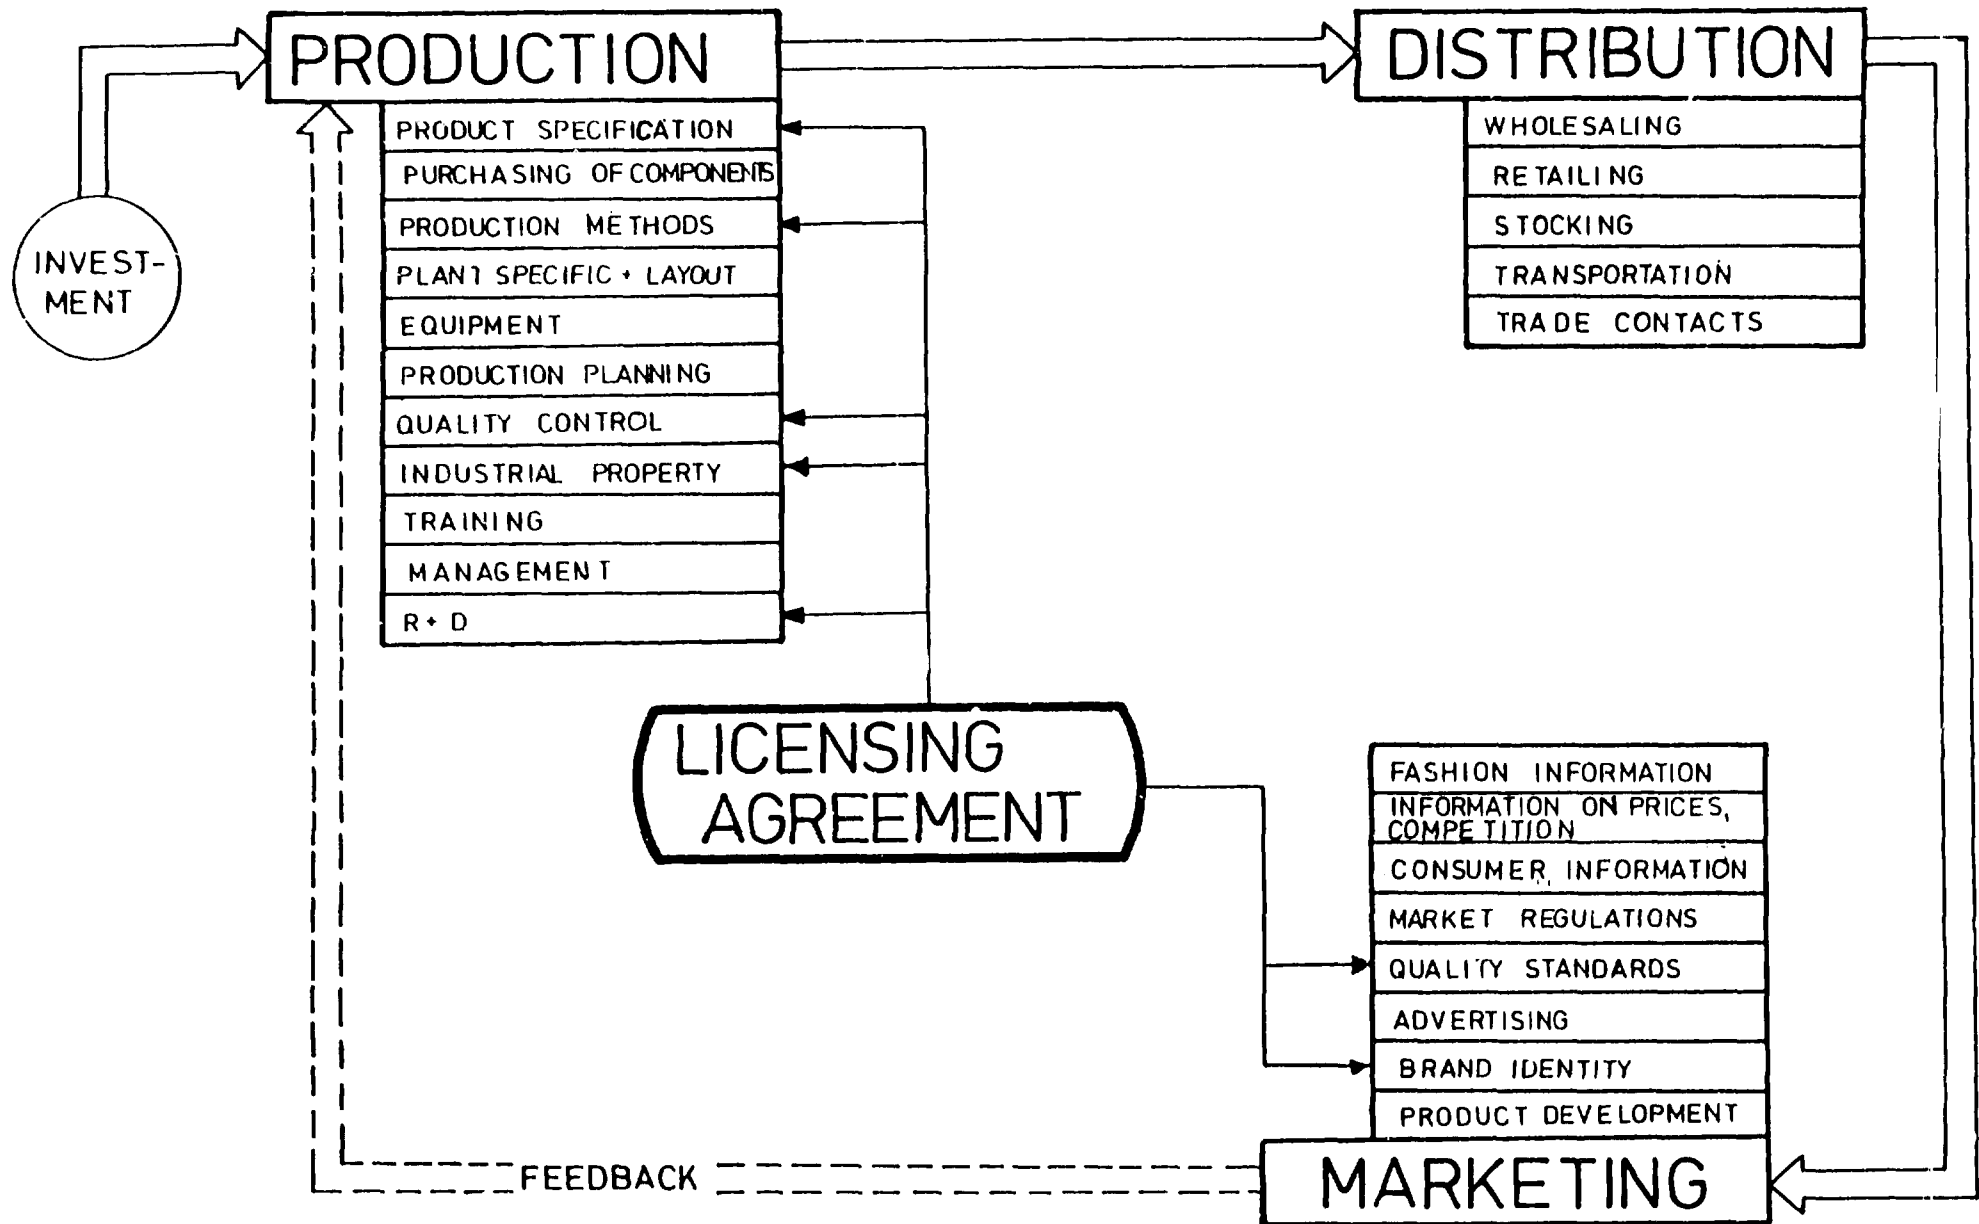 PRODUCTION
PRODUCT SPECIFICATION
PURCHASING OF COMPONENTS
PRODUCTION METHODS
PLANT SPECIFIC + LAYOUT
EQUIPMENT
PRODUCTION PLANNING
QUALITY CONTROL
INDUSTRIAL PROPERTY
TRAINING
MANAGEMENT
R + D
DISTRIBUTION
WHOLESALING
RETAILING
STOCKING
TRANSPORTATION
TRADE CONTACTS
INVEST-
MENT
LICENSING
AGREEMENT
FASHION INFORMATION
INFORMATION ON PRICES,
COMPETITION
CONSUMER INFORMATION
MARKET REGULATIONS
QUALITY STANDARDS
ADVERTISING
BRAND IDENTITY
PRODUCT DEVELOPMENT
MARKETING
FEEDBACK